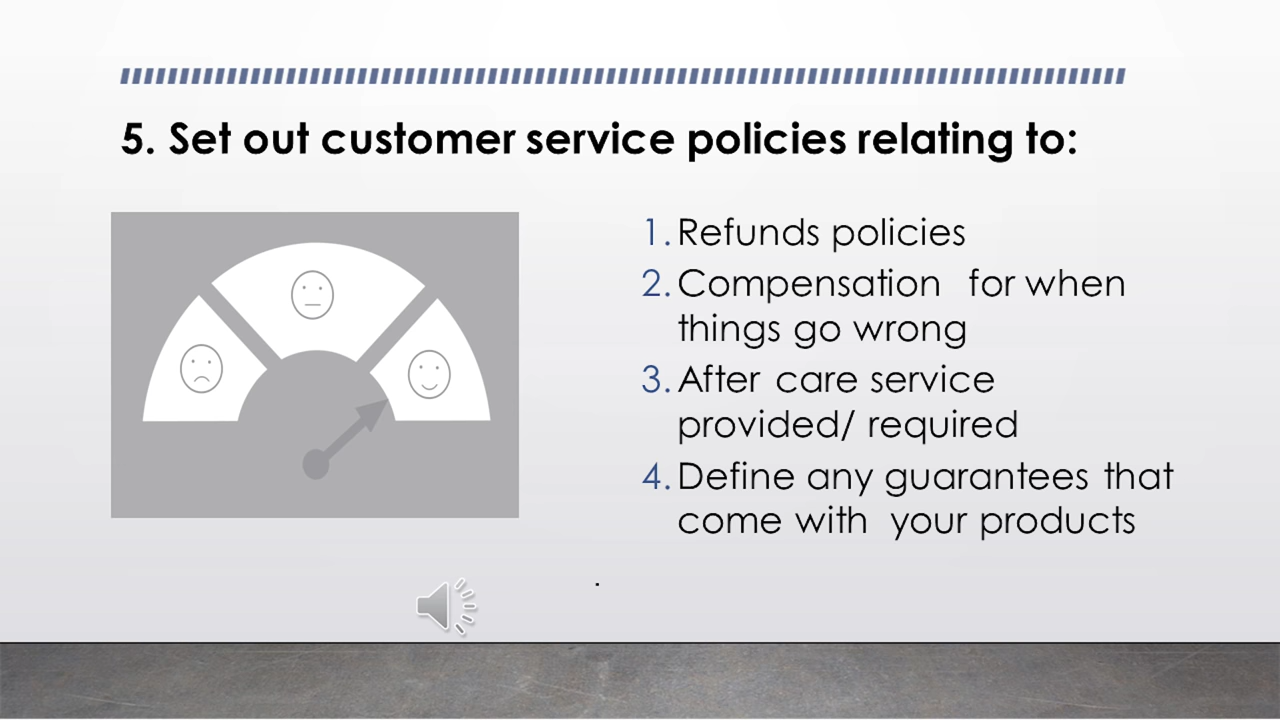 5. Set out customer service policies relating to:
1. Refunds policies
2. Compensation for when
things go wrong
3. After care service
provided/ required
4. Define any guarantees that
come with your products
.